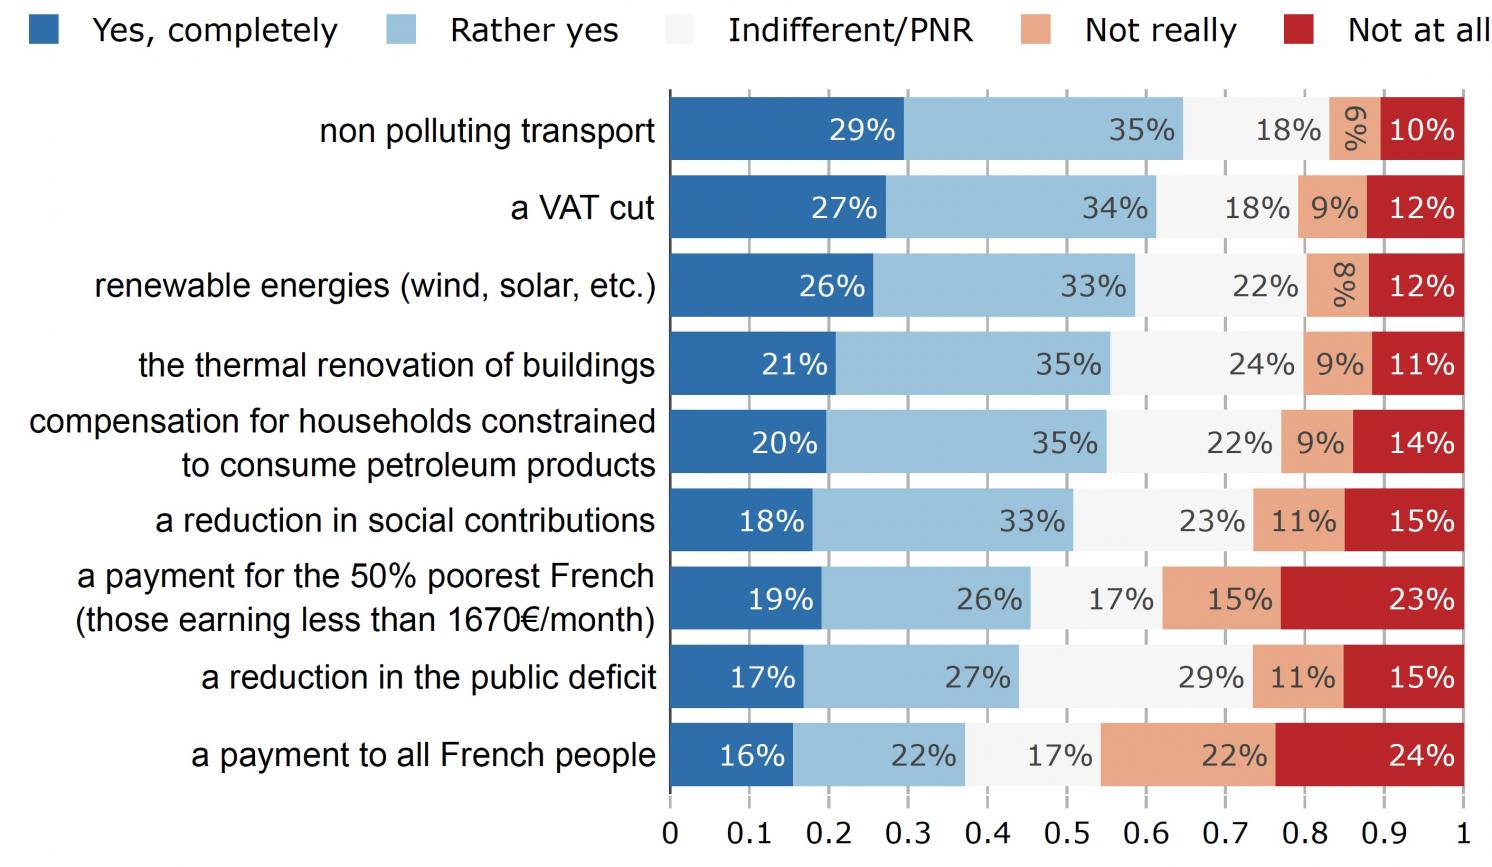 Yes, completely Rather yes Indifferent/PNR Not really Not at all
non polluting transport 29% 35% 18% 6% 10%
a VAT cut 27% 34% 18% 9% 12%
renewable energies (wind, solar, etc.) 26% 33% 22% 8% 12%
the thermal renovation of buildings 21% 35% 24% 9% 11%
compensation for households constrained
to consume petroleum products 20% 35% 22% 9% 14%
a reduction in social contributions 18% 33% 23% 11% 15%
a payment for the 50% poorest French
(those earning less than 1670€/month) 19% 26% 17% 15% 23%
a reduction in the public deficit 17% 27% 29% 11% 15%
a payment to all French people 16% 22% 17% 22% 24%
0 0.1 0.2 0.3 0.4 0.5 0.6 0.7 0.8 0.9 1